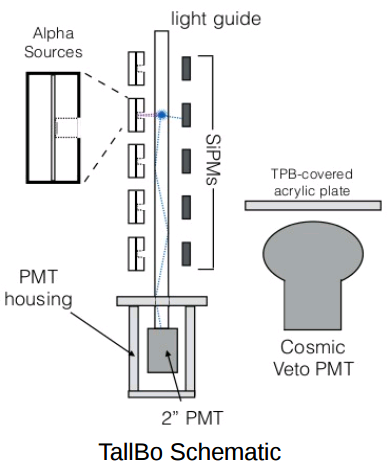 light guide
Alpha
Sources
SiPMs
TPB-covered
acrylic plate
PMT
housing
Cosmic
Veto PMT
2” PMT
TallBo Schematic